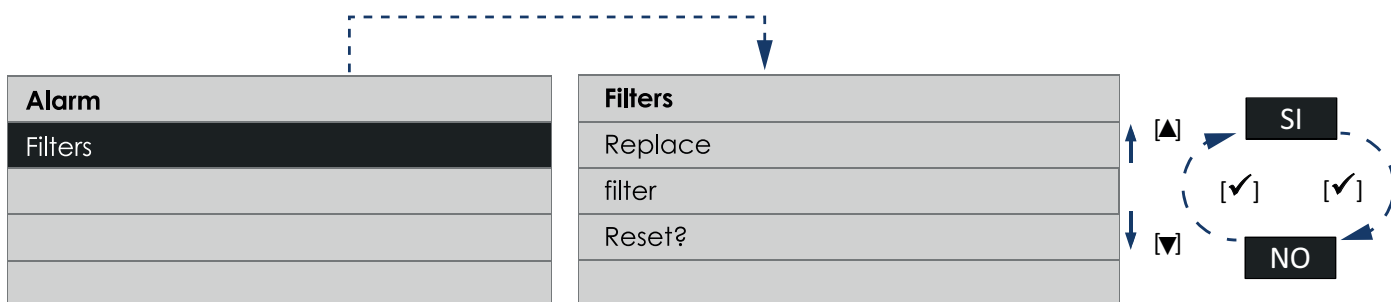 Alarm
Filters
Filters
Replace
filter
Reset?
[▲]
[▼]
SI
[✔] [✔]
NO